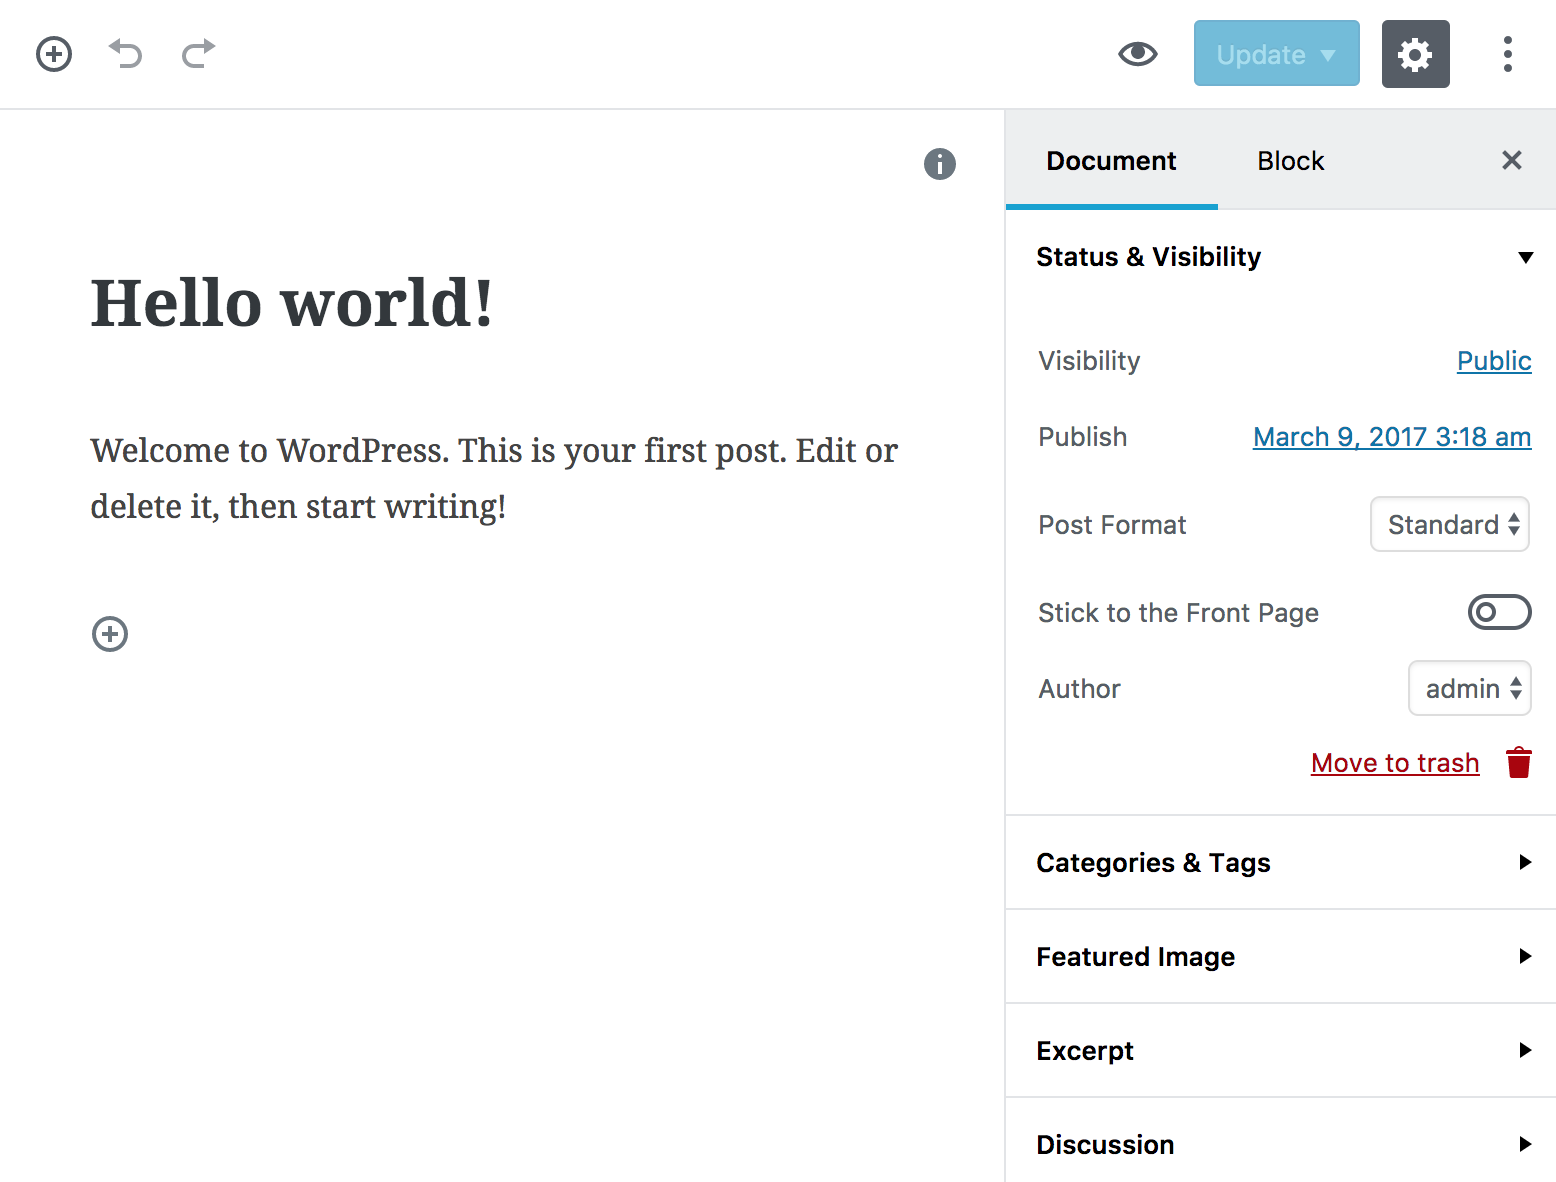 Update
Document
Block
Status & Visibility
Hello world!
Visibility
Public
Publish
March 9, 2017 3:18 am
Welcome to WordPress. This is your first post. Edit or
delete it, then start writing!
Post Format
Standard
Stick to the Front Page
Author
admin
Move to trash
Categories & Tags
Featured Image
Excerpt
Discussion